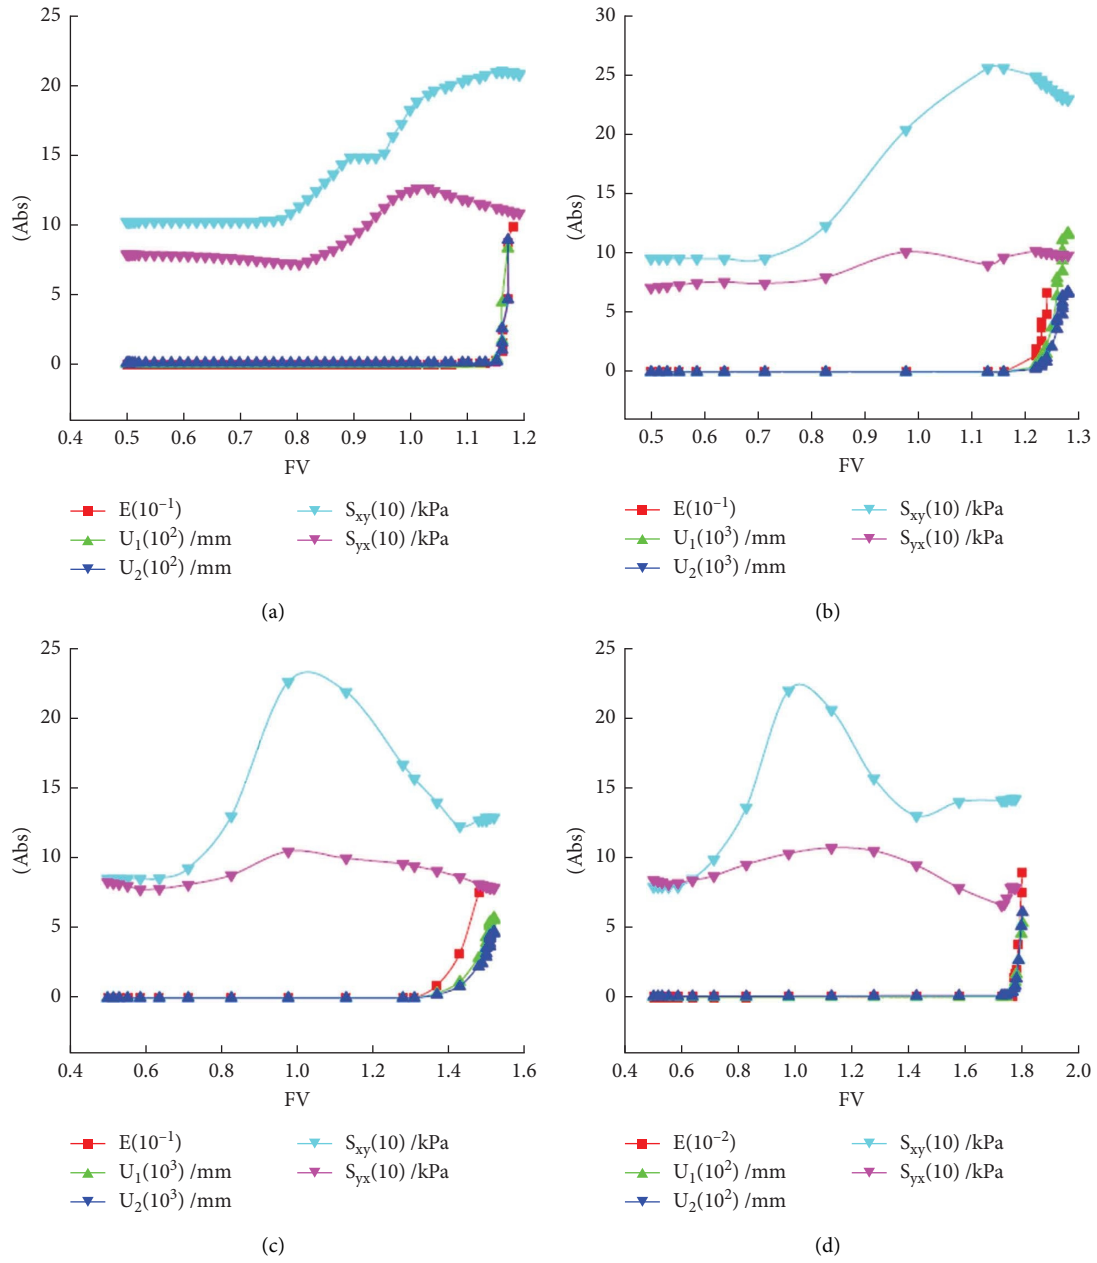 25
20
15
10
5
0
(Abs)
0.4 0.5 0.6 0.7 0.8 0.9 1.0 1.1 1.2
FV
E(10⁻¹)
U₁(10²) /mm
U₂(10²) /mm
Sxy(10) /kPa
Syx(10) /kPa
(a)
30
25
20
15
10
5
0
(Abs)
0.5 0.6 0.7 0.8 0.9 1.0 1.1 1.2 1.3
FV
E(10⁻¹)
U₁(10³) /mm
U₂(10³) /mm
Sxy(10) /kPa
Syx(10) /kPa
(b)
25
20
15
10
5
0
(Abs)
0.4 0.6 0.8 1.0 1.2 1.4 1.6
FV
E(10⁻¹)
U₁(10³) /mm
U₂(10³) /mm
Sxy(10) /kPa
Syx(10) /kPa
(c)
25
20
15
10
5
0
(Abs)
0.4 0.6 0.8 1.0 1.2 1.4 1.6 1.8 2.0
FV
E(10⁻²)
U₁(10²) /mm
U₂(10²) /mm
Sxy(10) /kPa
Syx(10) /kPa
(d)